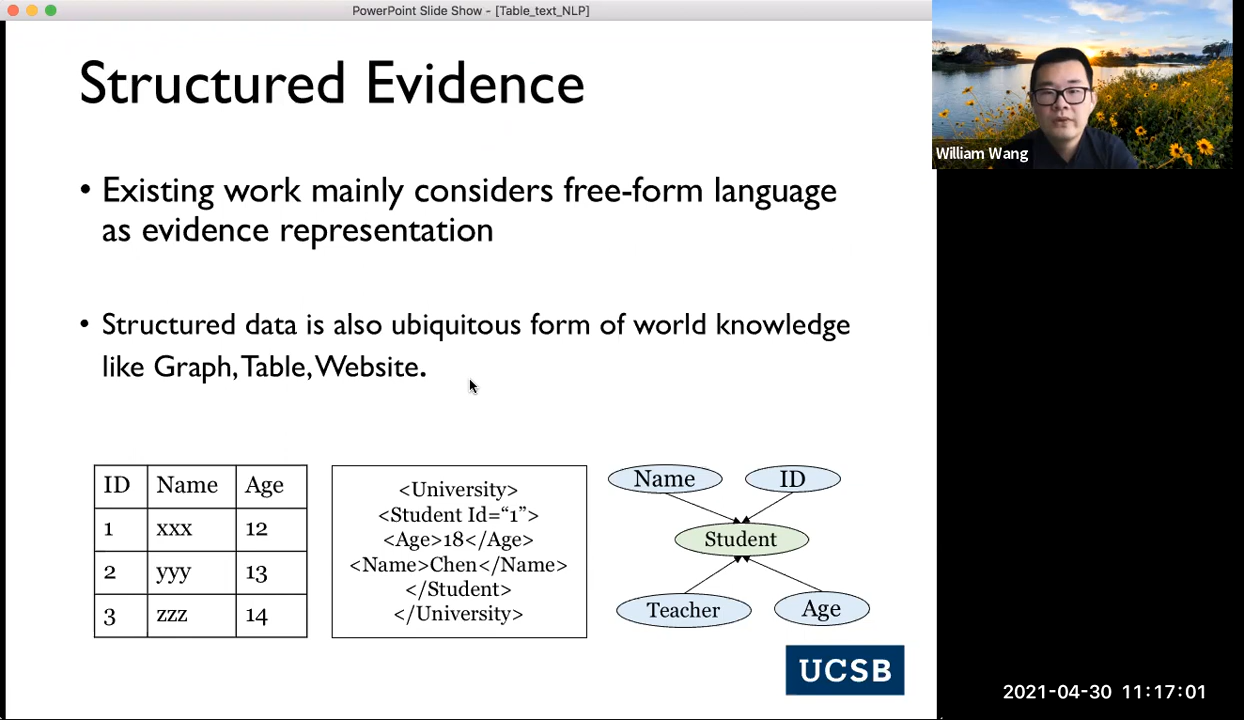 PowerPoint Slide Show - [Table_text_NLP]
Structured Evidence
William Wang
• Existing work mainly considers free-form language
as evidence representation
• Structured data is also ubiquitous form of world knowledge
like Graph, Table, Website.
ID Name Age
1 xxx 12
2 yyy 13
3 zzz 14
<University>
<Student Id=“1”>
<Age>18</Age>
<Name>Chen</Name>
</Student>
</University>
Name ID
Student
Teacher Age
UCSB
2021-04-30 11:17:01